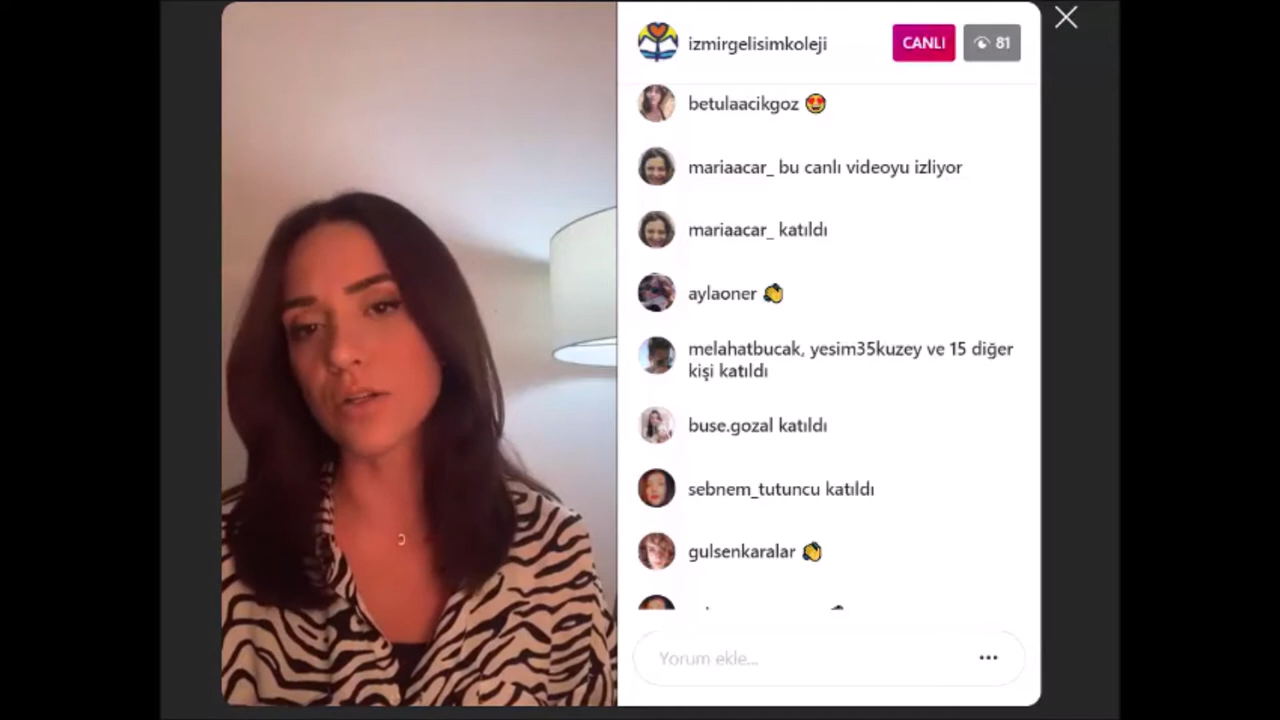 izmirgelisimkoleji
CANLI
81
betulaacikgoz 😍
mariaacar_ bu canlı videoyu izliyor
mariaacar_ katıldı
aylaoner 👏
melahatbucak, yesim35kuzey ve 15 diğer
kişi katıldı
buse.gozal katıldı
sebnem_tutuncu katıldı
gulsenkaralar 👏
Yorum ekle...